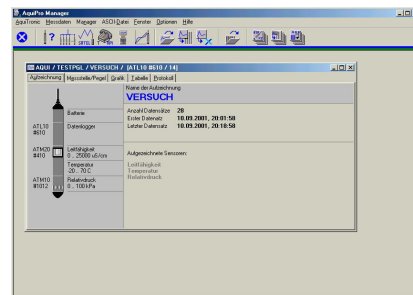 AquiPro Manager
Aquitronic Messdaten Manager ASCII Datei Fenster Optionen Hilfe
SATEL
AQUI / TESTPGL / VERSUCH / [ATL10 #610 / 14]
Aufzeichnung Messstelle/Pegel Grafik Tabelle Protokoll
Name der Aufzeichnung
VERSUCH
Batterie
Anzahl Datensätze 28
Erster Datensatz 10.09.2001, 20:01:58
Letzter Datensatz 10.09.2001, 20:18:58
ATL10 Datenlogger
#610
ATM20 Leitfähigkeit
#410 0 .. 25000 uS/cm
Aufgezeichnete Sensoren:
Leitfähigkeit
Temperatur
Relativdruck
Temperatur
-20 .. 70 C
ATM10 Relativdruck
#1012 0 .. 100 kPa